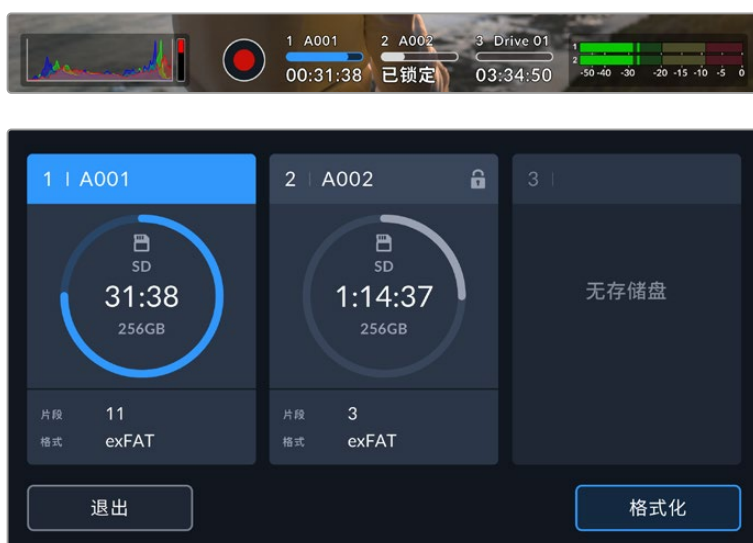 1 A001 2 A002 3 Drive 01
00:31:38 已锁定 03:34:50
1
2
-50 -40 -30 -20 -15 -10 -5 0
1 | A001 2 | A002 3 |
SD SD
31:38 1:14:37 无存储盘
256GB 256GB
片段 11 片段 3
格式 exFAT 格式 exFAT
退出 格式化